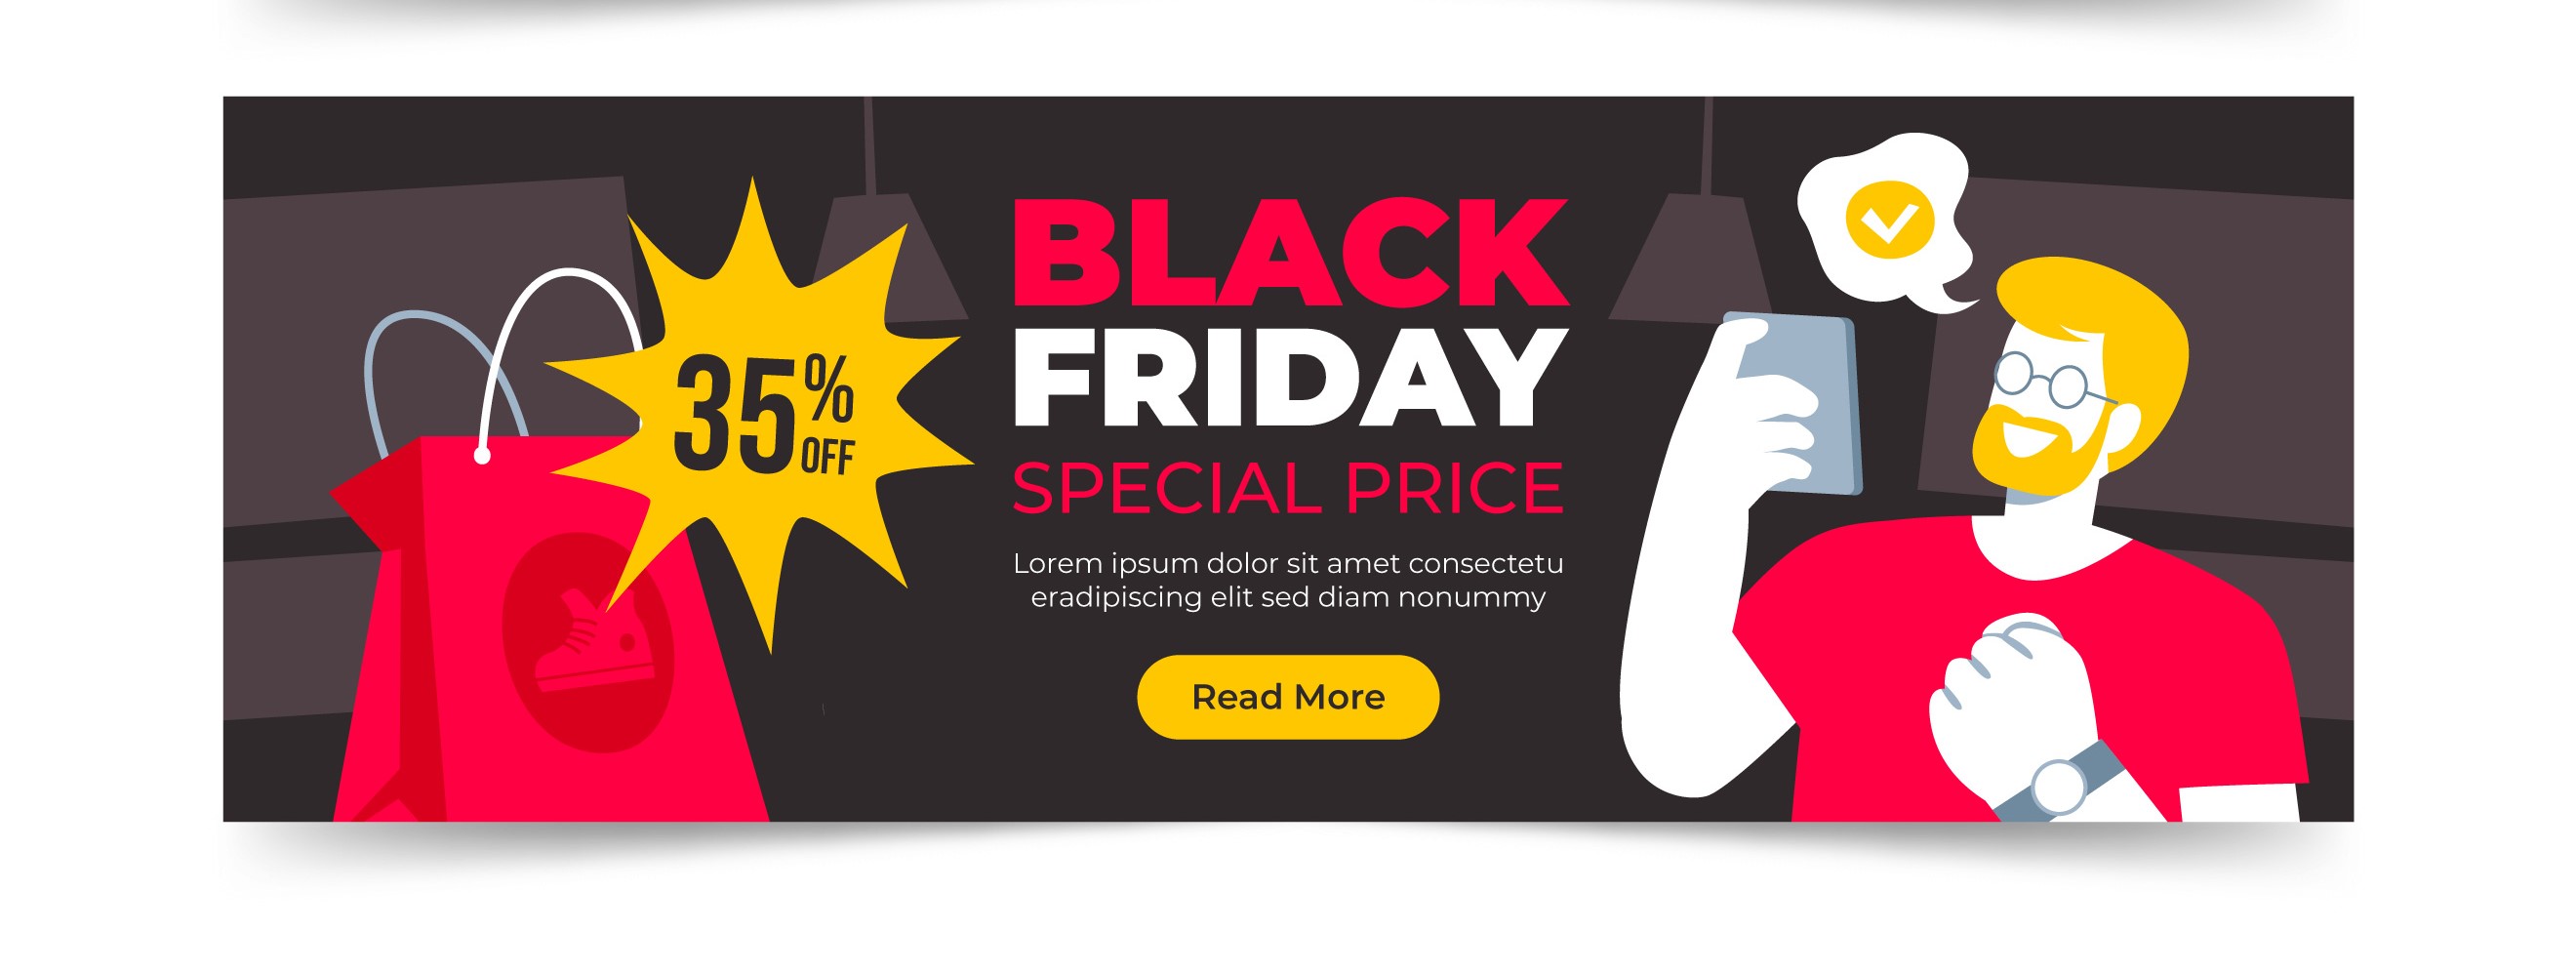 35% OFF
BLACK
FRIDAY
SPECIAL PRICE
Lorem ipsum dolor sit amet consectetu
eradipiscing elit sed diam nonummy
Read More